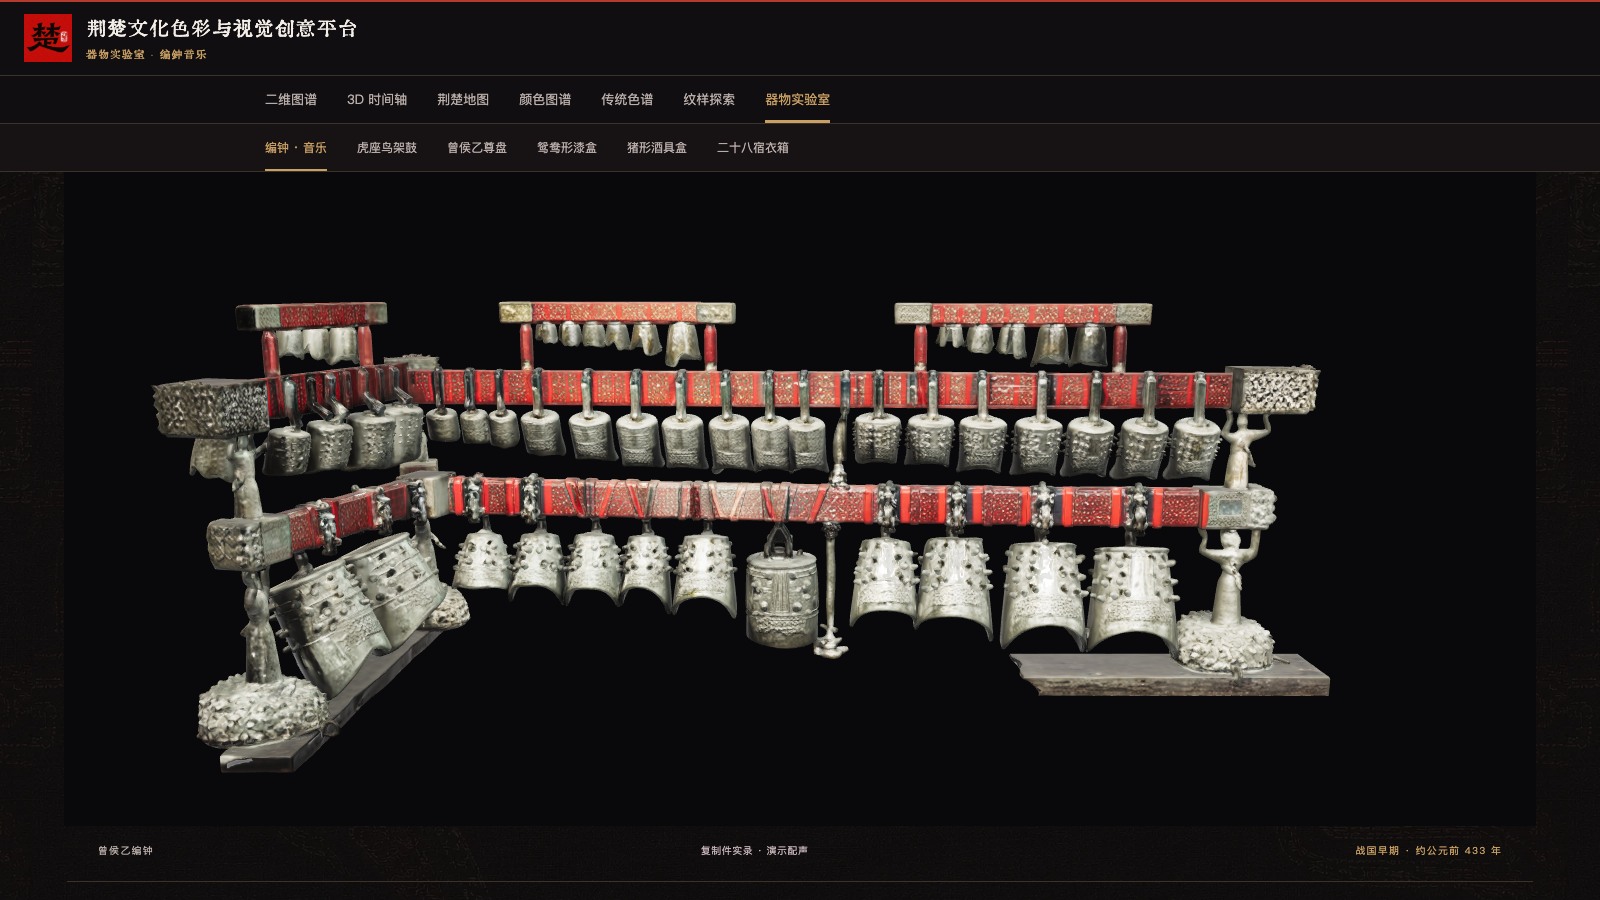 楚
荆楚文化色彩与视觉创意平台
器物实验室 · 编钟音乐
二维图谱 3D 时间轴 荆楚地图 颜色图谱 传统色谱 纹样探索 器物实验室
编钟 · 音乐 虎座鸟架鼓 曾侯乙尊盘 鸳鸯形漆盒 猪形酒具盒 二十八宿衣箱
曾侯乙编钟 复制件实录 · 演示配声 战国早期 · 约公元前 433 年